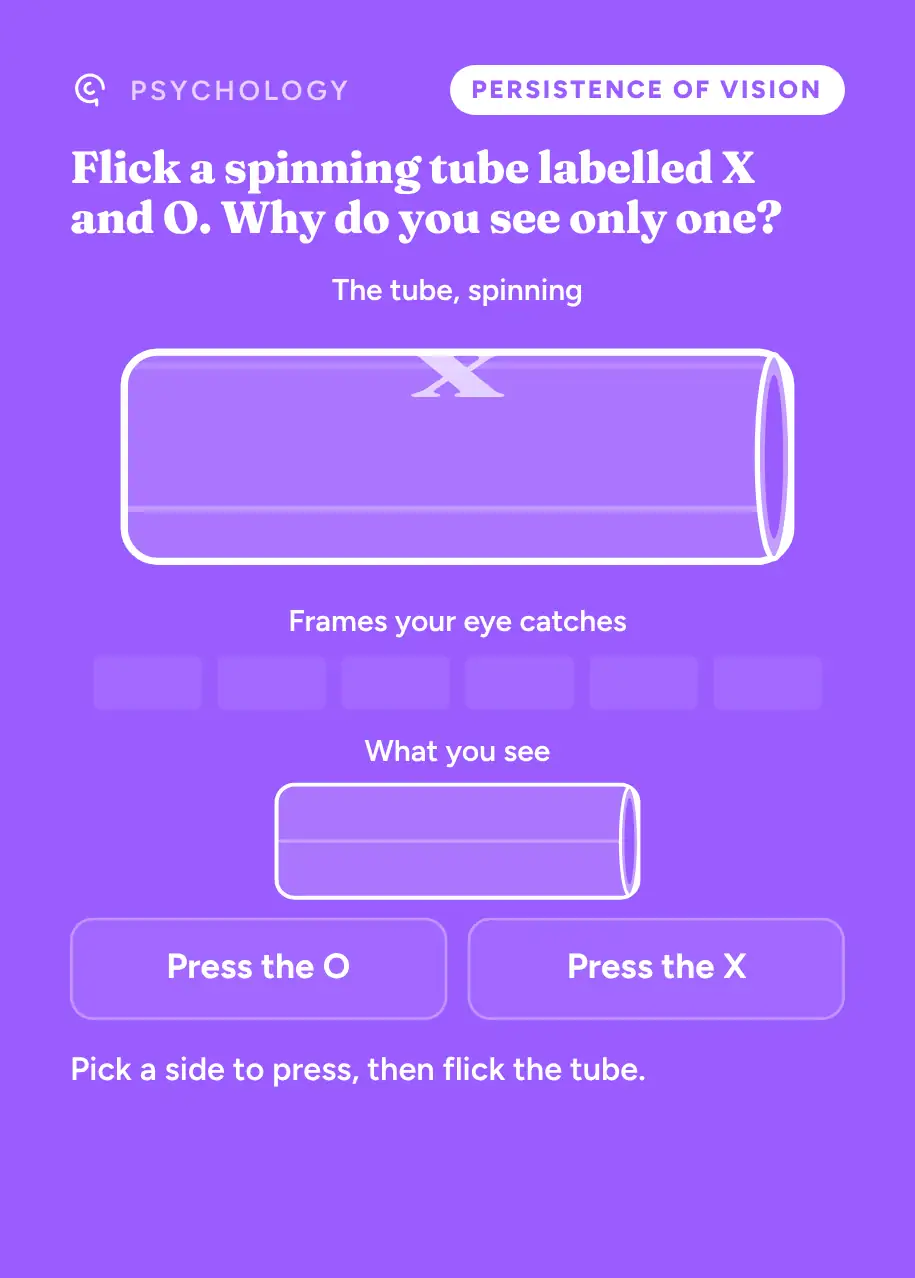 PSYCHOLOGY
PERSISTENCE OF VISION
Flick a spinning tube labelled X
and O. Why do you see only one?
The tube, spinning
X
Frames your eye catches
What you see
Press the O
Press the X
Pick a side to press, then flick the tube.